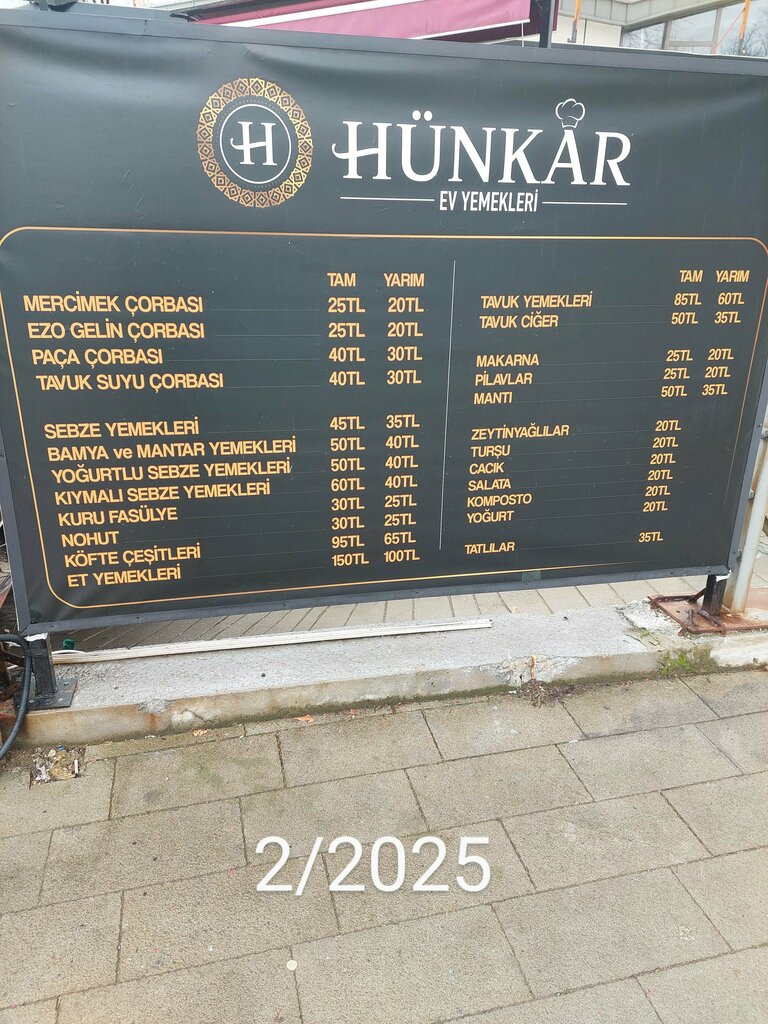 H
HÜNKÂR
EV YEMEKLERİ
TAM YARIM
MERCİMEK ÇORBASI 25TL 20TL
EZO GELİN ÇORBASI 25TL 20TL
PAÇA ÇORBASI 40TL 30TL
TAVUK SUYU ÇORBASI 40TL 30TL
SEBZE YEMEKLERİ 45TL 35TL
BAMYA ve MANTAR YEMEKLERİ 50TL 40TL
YOĞURTLU SEBZE YEMEKLERİ 50TL 40TL
KIYMALI SEBZE YEMEKLERİ 60TL 40TL
KURU FASÜLYE 30TL 25TL
NOHUT 30TL 25TL
KÖFTE ÇEŞİTLERİ 95TL 65TL
ET YEMEKLERİ 150TL 100TL
TAM YARIM
TAVUK YEMEKLERİ 85TL 60TL
TAVUK CİĞER 50TL 35TL
MAKARNA 25TL 20TL
PİLAVLAR 25TL 20TL
MANTI 50TL 35TL
ZEYTİNYAĞLILAR 20TL
TURŞU 20TL
CACIK 20TL
SALATA 20TL
KOMPOSTO 20TL
YOĞURT 20TL
TATLILAR 35TL
2/2025